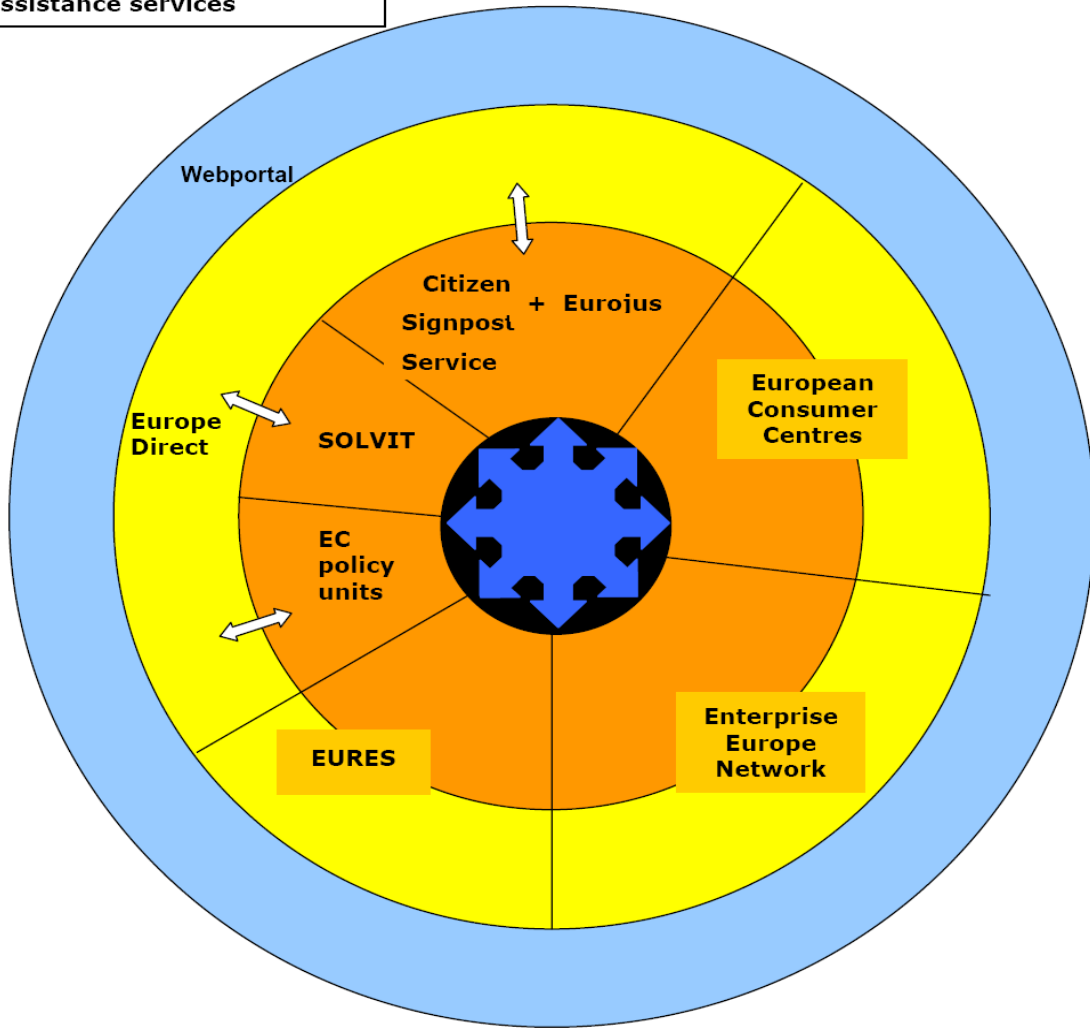 ssistance services
Webportal
Citizen
Signpost
Service
+ Eurojus
European
Consumer
Centres
Europe
Direct
SOLVIT
EC
policy
units
Enterprise
Europe
Network
EURES